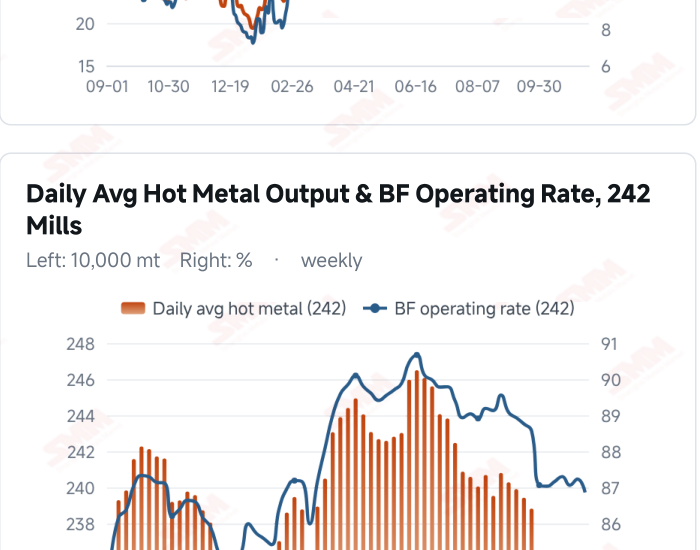 20
8
15
6
09-01 10-30 12-19 02-26 04-21 06-16 08-07 09-30
Daily Avg Hot Metal Output & BF Operating Rate, 242
Mills
Left: 10,000 mt Right: % · weekly
Daily avg hot metal (242) BF operating rate (242)
248 91
246 90
244 89
242 88
240 87
238 86
SMM